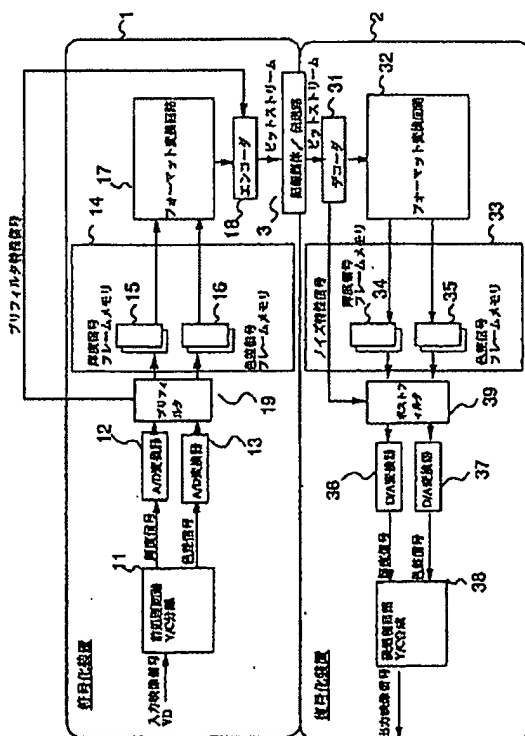 プリフィルタ特性信号
1
符号化装置
入力映像信号
VD
11
前処理回路
Y/C分離
輝度信号
色差信号
12
A/D変換器
A/D変換器
13
プリフィ
ルタ
19
14
輝度信号
フレームメモリ
15
16
色差信号
フレームメモリ
17
フォーマット変換回路
エンコーダ
18
ビットストリーム
3
記録媒体/伝送路
ビットストリーム
2
復号化装置
デコーダ
31
32
フォーマット変換回路
33
ノイズ特性信号
輝度信号
フレームメモリ
34
35
色差信号
フレームメモリ
ポストフ
ィルタ
39
36
D/A変換器
D/A変換器
37
輝度信号
色差信号
後処理回路
Y/C合成
38
出力映像信号